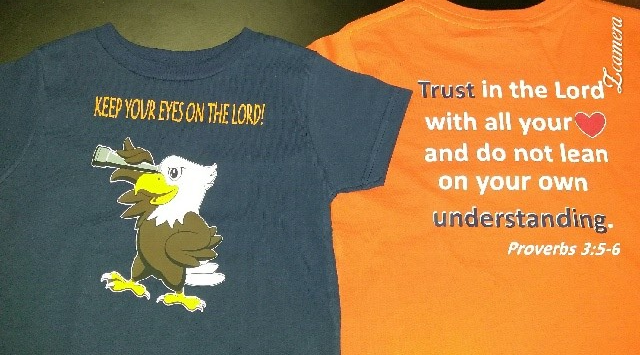 KEEP YOUR EYES ON THE LORD!
Trust in the Lord
with all your
and do not lean
on your own
understanding.
Proverbs 3:5-6
Zcamera